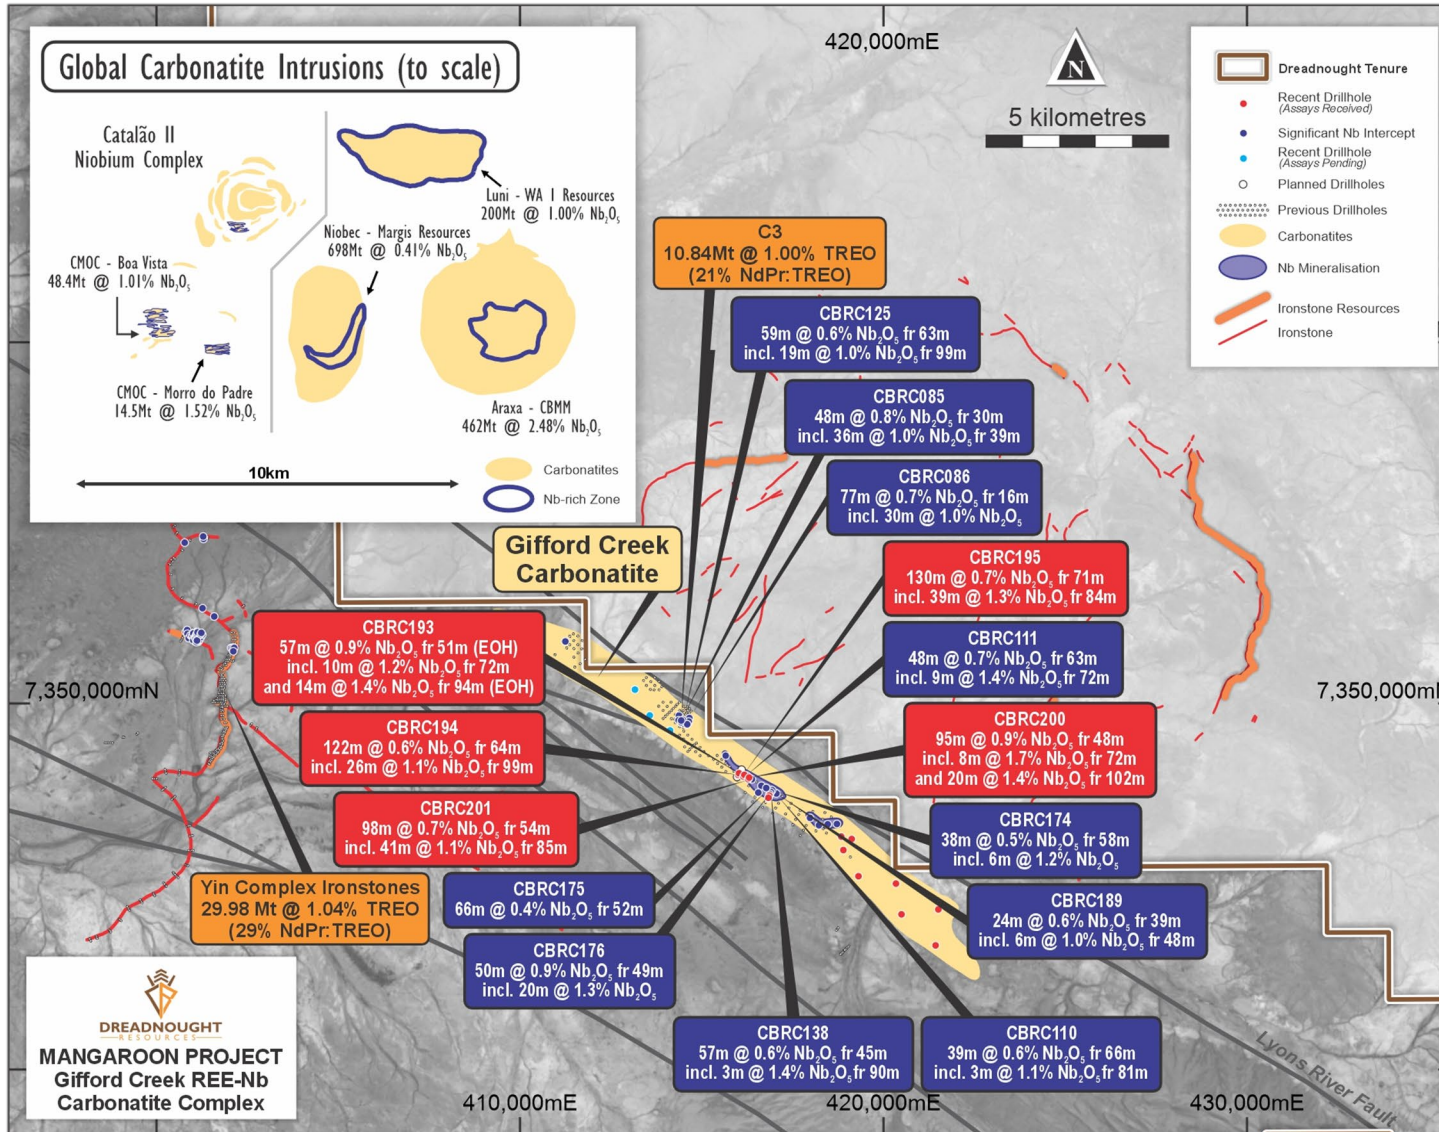 Global Carbonatite Intrusions (to scale)
Catalão II
Niobium Complex
Luni - WA 1 Resources
200Mt @ 1.00% Nb₂O₅
Niobec - Margis Resources
698Mt @ 0.41% Nb₂O₅
CMOC - Boa Vista
48.4Mt @ 1.01% Nb₂O₅
CMOC - Morro do Padre
14.5Mt @ 1.52% Nb₂O₅
Araxa - CBMM
462Mt @ 2.48% Nb₂O₅
10km
Carbonatites
Nb-rich Zone
420,000mE
N
5 kilometres
Dreadnought Tenure
Recent Drillhole
(Assays Received)
Significant Nb Intercept
Recent Drillhole
(Assays Pending)
Planned Drillholes
Previous Drillholes
Carbonatites
Nb Mineralisation
Ironstone Resources
Ironstone
C3
10.84Mt @ 1.00% TREO
(21% NdPr:TREO)
CBRC125
59m @ 0.6% Nb₂O₅ fr 63m
incl. 19m @ 1.0% Nb₂O₅ fr 99m
CBRC085
48m @ 0.8% Nb₂O₅ fr 30m
incl. 36m @ 1.0% Nb₂O₅ fr 39m
CBRC086
77m @ 0.7% Nb₂O₅ fr 16m
incl. 30m @ 1.0% Nb₂O₅
Gifford Creek
Carbonatite
CBRC195
130m @ 0.7% Nb₂O₅ fr 71m
incl. 39m @ 1.3% Nb₂O₅ fr 84m
CBRC193
57m @ 0.9% Nb₂O₅ fr 51m (EOH)
incl. 10m @ 1.2% Nb₂O₅ fr 72m
and 14m @ 1.4% Nb₂O₅ fr 94m (EOH)
CBRC111
48m @ 0.7% Nb₂O₅ fr 63m
incl. 9m @ 1.4% Nb₂O₅ fr 72m
7,350,000mN
7,350,000m
CBRC194
122m @ 0.6% Nb₂O₅ fr 64m
incl. 26m @ 1.1% Nb₂O₅ fr 99m
CBRC200
95m @ 0.9% Nb₂O₅ fr 48m
incl. 8m @ 1.7% Nb₂O₅ fr 72m
and 20m @ 1.4% Nb₂O₅ fr 102m
CBRC201
98m @ 0.7% Nb₂O₅ fr 54m
incl. 41m @ 1.1% Nb₂O₅ fr 85m
CBRC174
38m @ 0.5% Nb₂O₅ fr 58m
incl. 6m @ 1.2% Nb₂O₅
Yin Complex Ironstones
29.98 Mt @ 1.04% TREO
(29% NdPr:TREO)
CBRC175
66m @ 0.4% Nb₂O₅ fr 52m
CBRC189
24m @ 0.6% Nb₂O₅ fr 39m
incl. 6m @ 1.0% Nb₂O₅ fr 48m
CBRC176
50m @ 0.9% Nb₂O₅ fr 49m
incl. 20m @ 1.3% Nb₂O₅
CBRC138
57m @ 0.6% Nb₂O₅ fr 45m
incl. 3m @ 1.4% Nb₂O₅ fr 90m
CBRC110
39m @ 0.6% Nb₂O₅ fr 66m
incl. 3m @ 1.1% Nb₂O₅ fr 81m
DREADNOUGHT
RESOURCES
MANGAROON PROJECT
Gifford Creek REE-Nb
Carbonatite Complex
Lyons River Fault
410,000mE
420,000mE
430,000mE